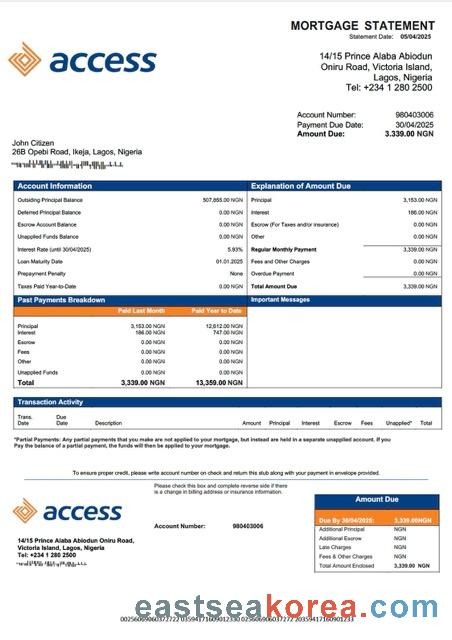 MORTGAGE STATEMENT
Statement Date: 05/04/2025
access
14/15 Prince Alaba Abiodun
Oniru Road, Victoria Island,
Lagos, Nigeria
Tel: +234 1 280 2500
Account Number: 980403006
Payment Due Date: 30/04/2025
Amount Due: 3.339.00 NGN
John Citizen
26B Opebi Road, Ikeja, Lagos, Nigeria
Account Information
Outsiding Principal Balance 507,655.00 NGN
Deferred Principal Balance 0.00 NGN
Escrow Account Balance 0.00 NGN
Unapplied Funds Balance 0.00 NGN
Interest Rate (until 30/04/2025) 5.93%
Loan Maturity Date 01.01.2025
Prepayment Penalty None
Taxes Paid Year-to-Date 0.00 NGN
Explanation of Amount Due
Principal 3,153.00 NGN
Interest 186.00 NGN
Escrow (For Taxes and/or insurance) 0.00 NGN
Other 0.00 NGN
Regular Monthly Payment 3,339.00 NGN
Fees and Other Charges 0.00 NGN
Overdue Payment 0.00 NGN
Total Amount Due 3,339.00 NGN
Past Payments Breakdown
Paid Last Month Paid Year to Date
Principal 3,153.00 NGN 12,612.00 NGN
Interest 186.00 NGN 747.00 NGN
Escrow 0.00 NGN 0.00 NGN
Fees 0.00 NGN 0.00 NGN
Other 0.00 NGN 0.00 NGN
Unapplied Funds 0.00 NGN 0.00 NGN
Total 3,339.00 NGN 13,359.00 NGN
Important Messages
Transaction Activity
Trans. Date Due Date Description Amount Principal Interest Escrow Fees Unapplied* Total
*Partial Payments: Any partial payments that you make are not applied to your mortgage, but instead are held in a separate unapplied account. If you
Pay the balance of a partial payment, the funds will then be applied to your mortgage.
To ensure proper credit, please write account number on check and return this stub along with your payment in envelope provided.
Please check this box and complete reverse side if there
is a change in billing address or insurance information.
access
Account Number: 980403006
14/15 Prince Alaba Abiodun Oniru Road,
Victoria Island, Lagos, Nigeria
Tel: +234 1 280 2500
Amount Due
Due By 30/04/2025: 3,339.00NGN
Additional Principal NGN
Additional Escrow NGN
Late Charges NGN
Fees & Other Charges NGN
Total Amount Enclosed 3,339.00 NGN
eastseakorea.com